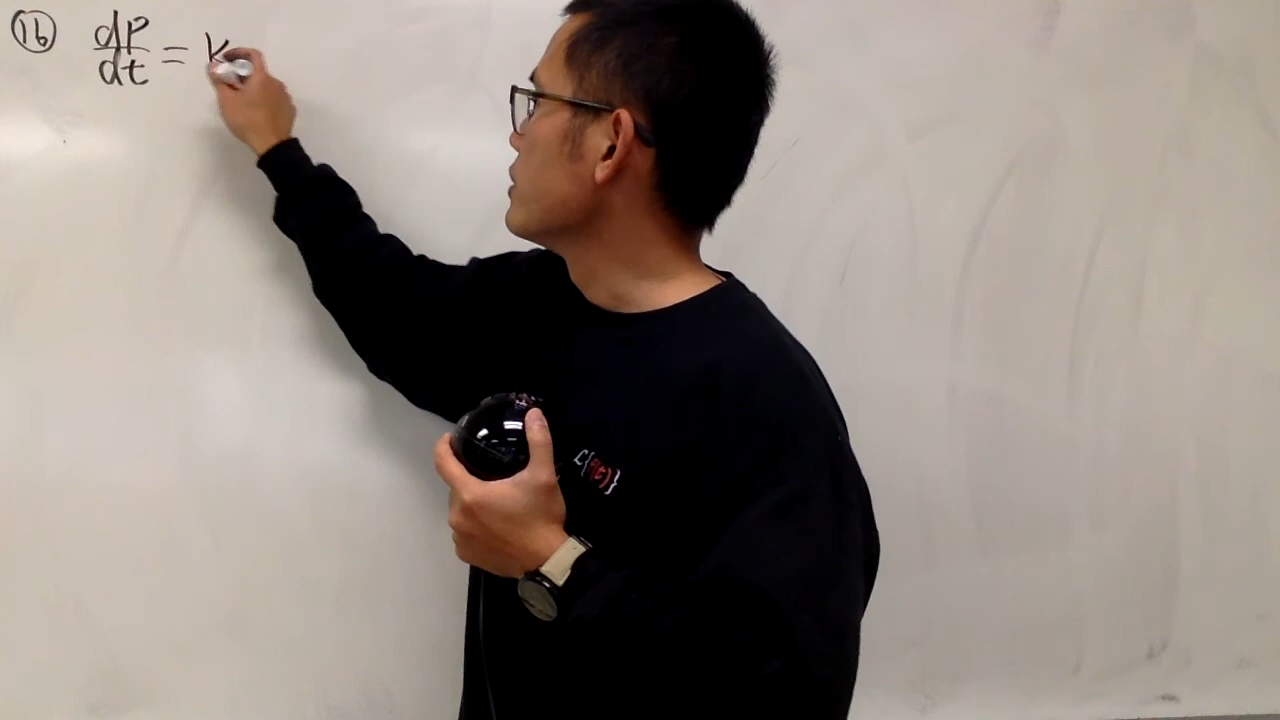 ⑯ dP/dt = k
L{f(t)}